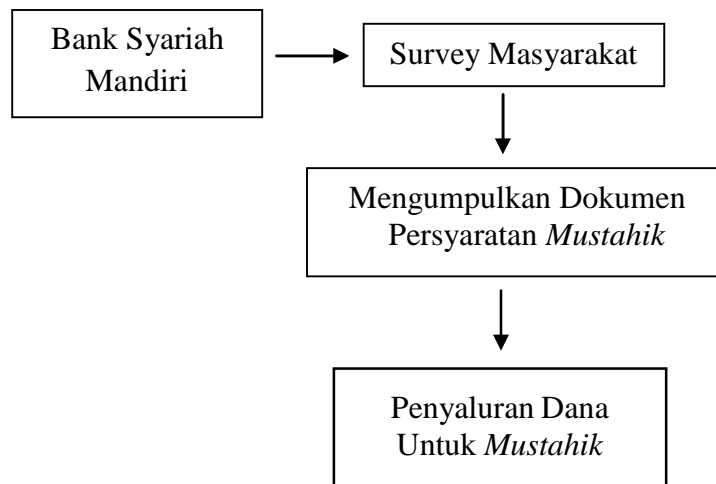 Bank Syariah
Mandiri
Survey Masyarakat
Mengumpulkan Dokumen
Persyaratan Mustahik
Penyaluran Dana
Untuk Mustahik